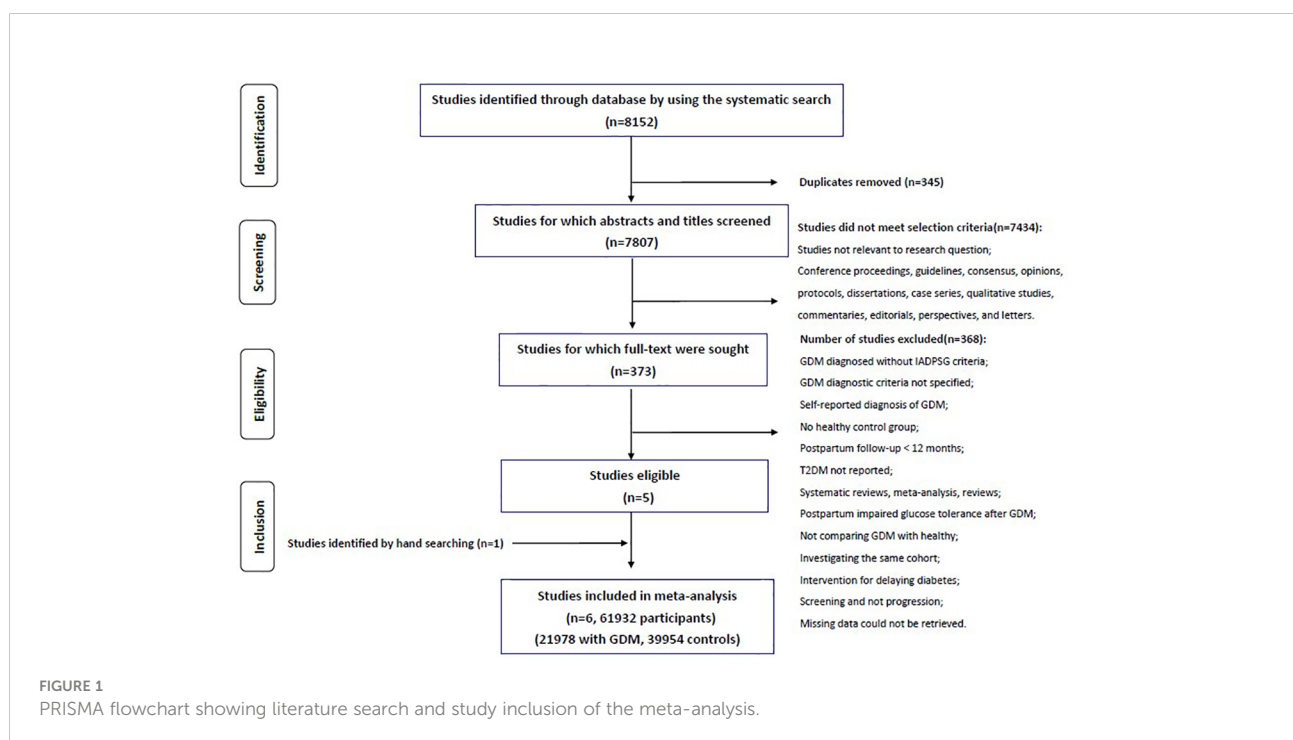 Identification
Studies identified through database by using the systematic search
(n=8152)
Duplicates removed (n=345)
Screening
Studies for which abstracts and titles screened
(n=7807)
Studies did not meet selection criteria(n=7434):
Studies not relevant to research question;
Conference proceedings, guidelines, consensus, opinions,
protocols, dissertations, case series, qualitative studies,
commentaries, editorials, perspectives, and letters.
Eligibility
Studies for which full-text were sought
(n=373)
Number of studies excluded(n=368):
GDM diagnosed without IADPSG criteria;
GDM diagnostic criteria not specified;
Self-reported diagnosis of GDM;
No healthy control group;
Postpartum follow-up < 12 months;
T2DM not reported;
Systematic reviews, meta-analysis, reviews;
Postpartum impaired glucose tolerance after GDM;
Not comparing GDM with healthy;
Investigating the same cohort;
Intervention for delaying diabetes;
Screening and not progression;
Missing data could not be retrieved.
Studies eligible
(n=5)
Inclusion
Studies identified by hand searching (n=1)
Studies included in meta-analysis
(n=6, 61932 participants)
(21978 with GDM, 39954 controls)
FIGURE 1
PRISMA flowchart showing literature search and study inclusion of the meta-analysis.